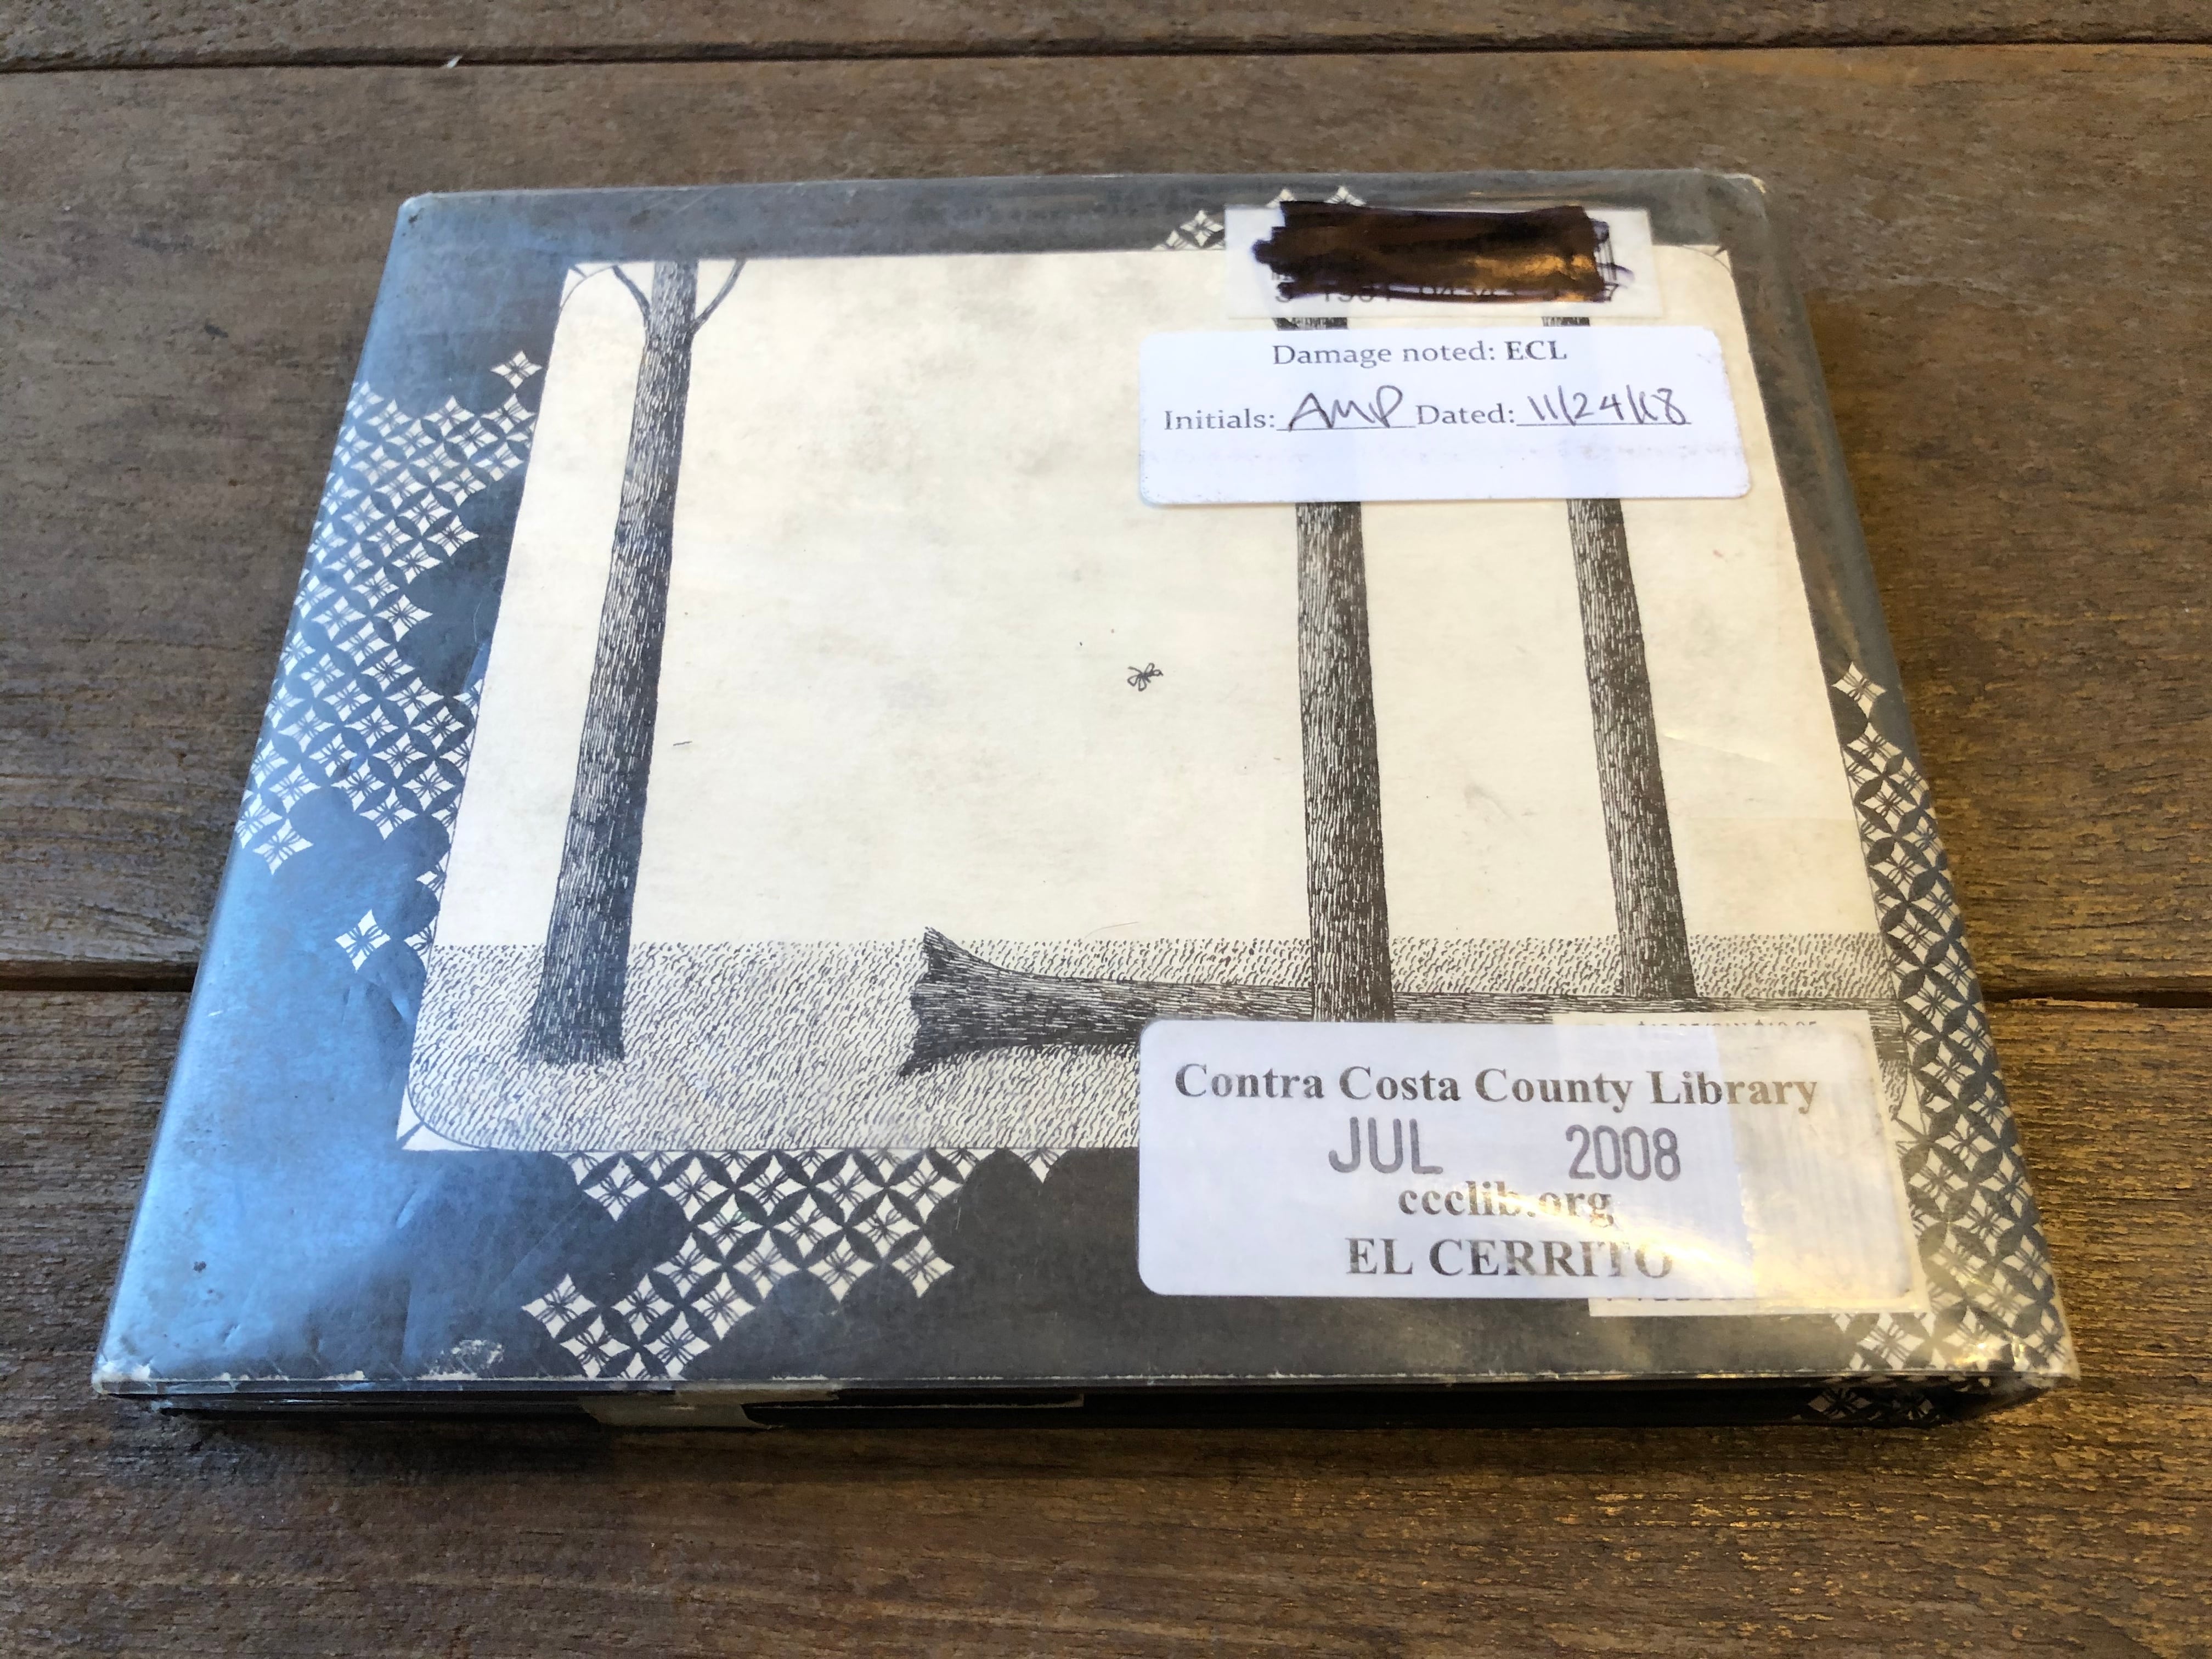 Damage noted: ECL
Initials: AMP Dated: 11/24/18
Contra Costa County Library
JUL 2008
ccclib.org
EL CERRITO